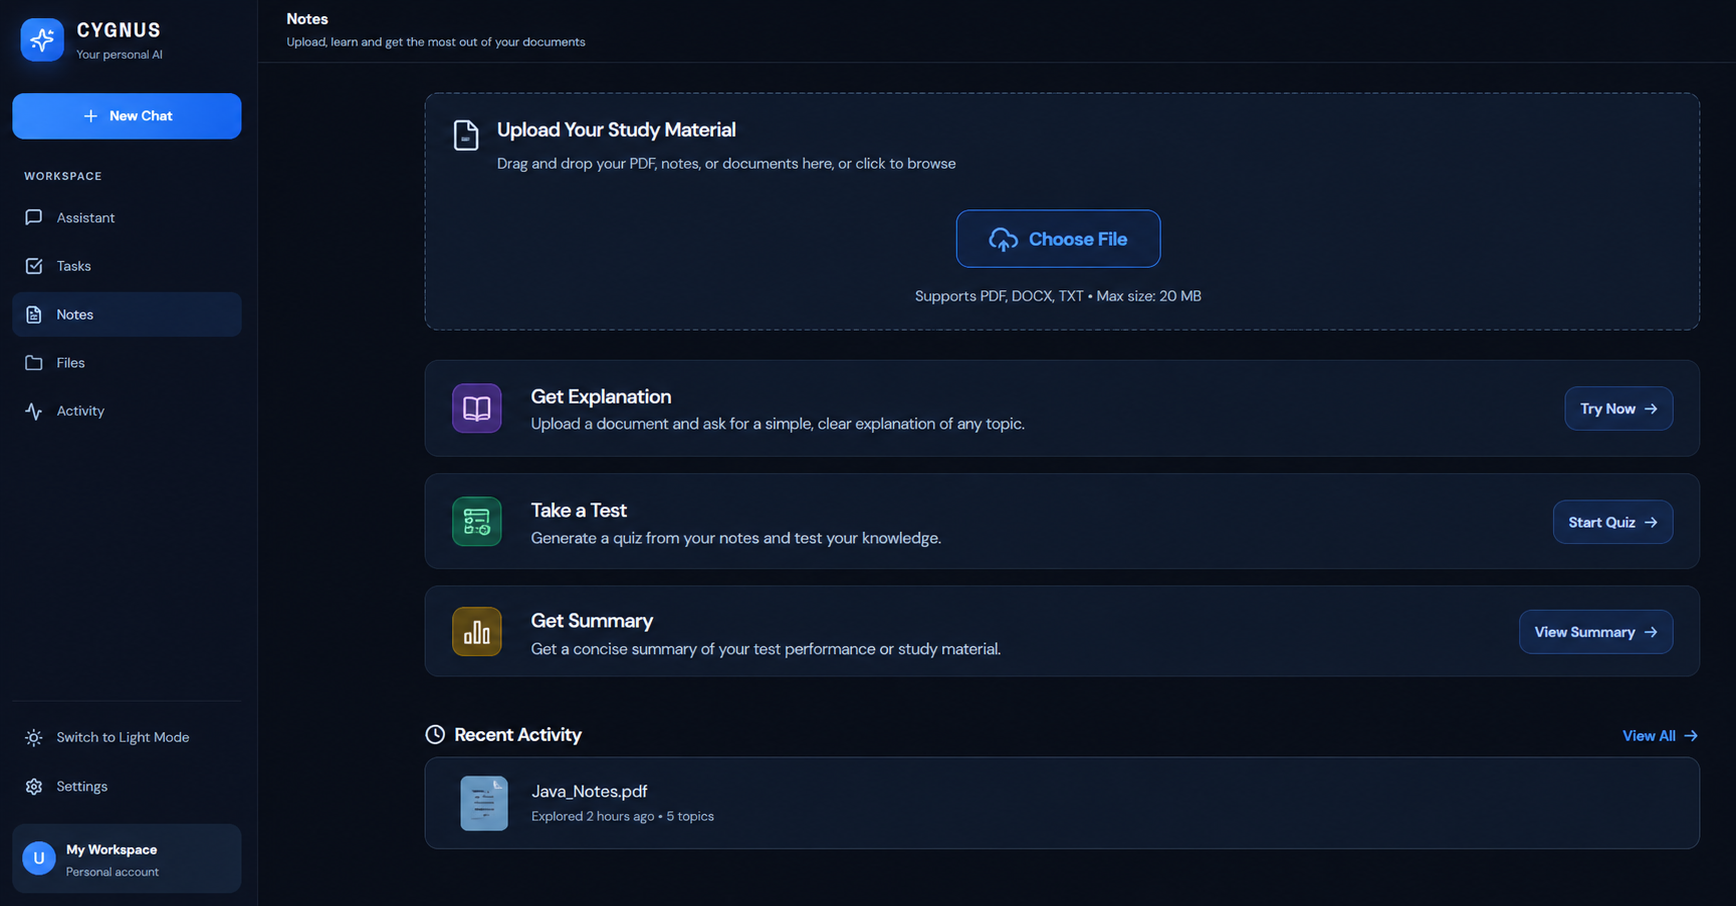 CYGNUS
Your personal AI
New Chat
WORKSPACE
Assistant
Tasks
Notes
Files
Activity
Switch to Light Mode
Settings
U
My Workspace
Personal account
Notes
Upload, learn and get the most out of your documents
Upload Your Study Material
Drag and drop your PDF, notes, or documents here, or click to browse
Choose File
Supports PDF, DOCX, TXT • Max size: 20 MB
Get Explanation
Upload a document and ask for a simple, clear explanation of any topic.
Try Now →
Take a Test
Generate a quiz from your notes and test your knowledge.
Start Quiz →
Get Summary
Get a concise summary of your test performance or study material.
View Summary →
Recent Activity
View All →
Java_Notes.pdf
Explored 2 hours ago • 5 topics